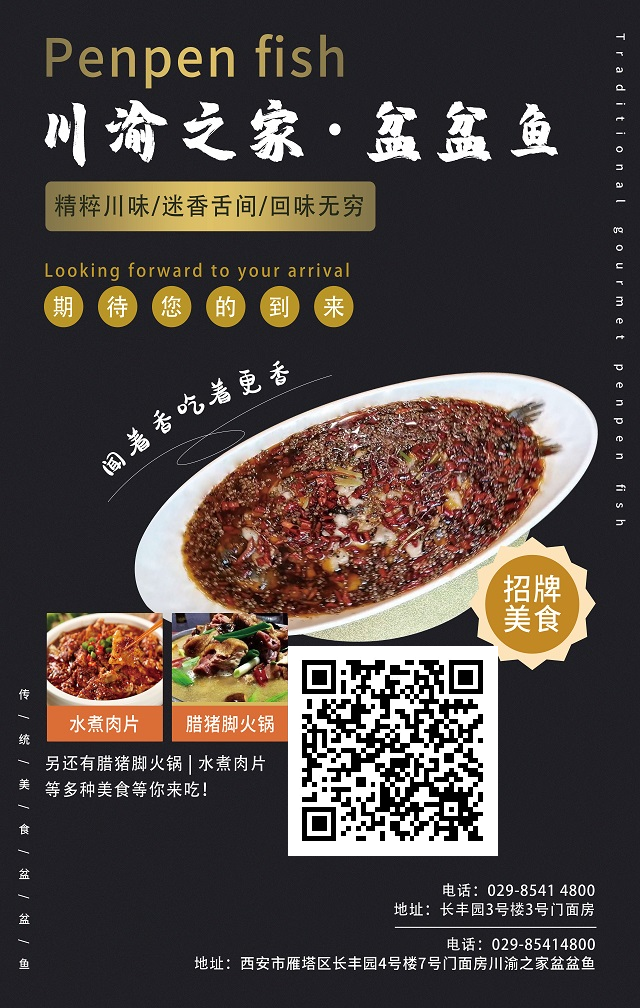 Penpen fish
川渝之家·盆盆鱼
精粹川味/迷香舌间/回味无穷
Looking forward to your arrival
期待您的到来
Traditional gourmet penpen fish
闻着香吃着更香
招牌
美食
水煮肉片
腊猪脚火锅
另还有腊猪脚火锅|水煮肉片
等多种美食等你来吃!
传/统/美/食/盆/盆/鱼
电话：029-8541 4800
地址：长丰园3号楼3号门面房
电话：029-85414800
地址：西安市雁塔区长丰园4号楼7号门面房川渝之家盆盆鱼